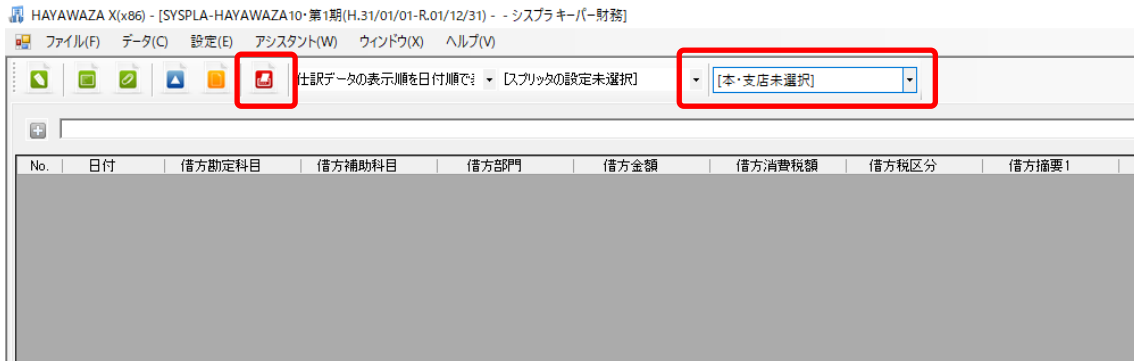 HAYAWAZA X(x86) - [SYSPLA-HAYAWAZA10・第1期(H.31/01/01-R.01/12/31) - - シスプラ キーパー財務]
ファイル(F) データ(C) 設定(E) アシスタント(W) ウィンドウ(X) ヘルプ(V)
仕訳データの表示順を日付順で [スプリッタの設定未選択] [本・支店未選択]
No. 日付 借方勘定科目 借方補助科目 借方部門 借方金額 借方消費税額 借方税区分 借方摘要1